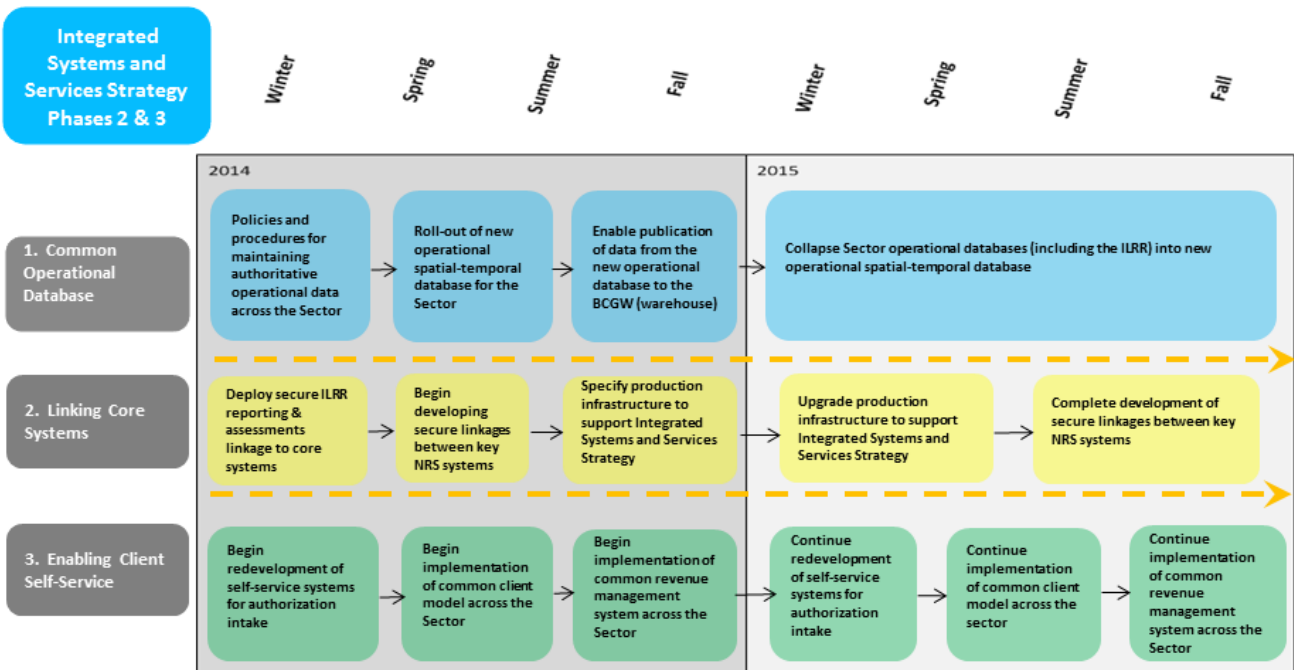 Integrated
Systems and
Services Strategy
Phases 2 & 3
Winter
Spring
Summer
Fall
Winter
Spring
Summer
Fall
2014
2015
1. Common
Operational
Database
Policies and
procedures for
maintaining
authoritative
operational data
across the Sector
Roll-out of new
operational
spatial-temporal
database for the
Sector
Enable publication
of data from the
new operational
database to the
BCGW (warehouse)
Collapse Sector operational databases (including the ILRR) into new
operational spatial-temporal database
2. Linking Core
Systems
Deploy secure ILRR
reporting &
assessments
linkage to core
systems
Begin
developing
secure linkages
between key
NRS systems
Specify production
infrastructure to
support Integrated
Systems and Services
Strategy
Upgrade production
infrastructure to support
Integrated Systems and
Services Strategy
Complete development of
secure linkages between key
NRS systems
3. Enabling Client
Self-Service
Begin
redevelopment of
self-service systems
for authorization
intake
Begin
implementation
of common client
model across the
Sector
Begin
implementation of
common revenue
management
system across the
Sector
Continue
redevelopment
of self-service
systems for
authorization
intake
Continue
implementation
of common client
model across the
sector
Continue
implementation
of common
revenue
management
system across the
Sector